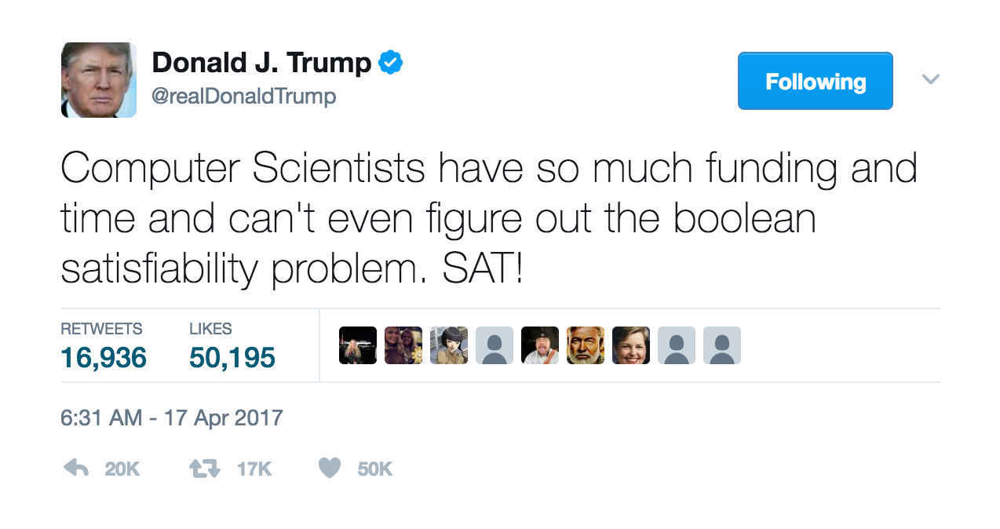 Donald J. Trump
@realDonaldTrump
Following
Computer Scientists have so much funding and
time and can't even figure out the boolean
satisfiability problem. SAT!
RETWEETS LIKES
16,936 50,195
6:31 AM - 17 Apr 2017
20K 17K 50K